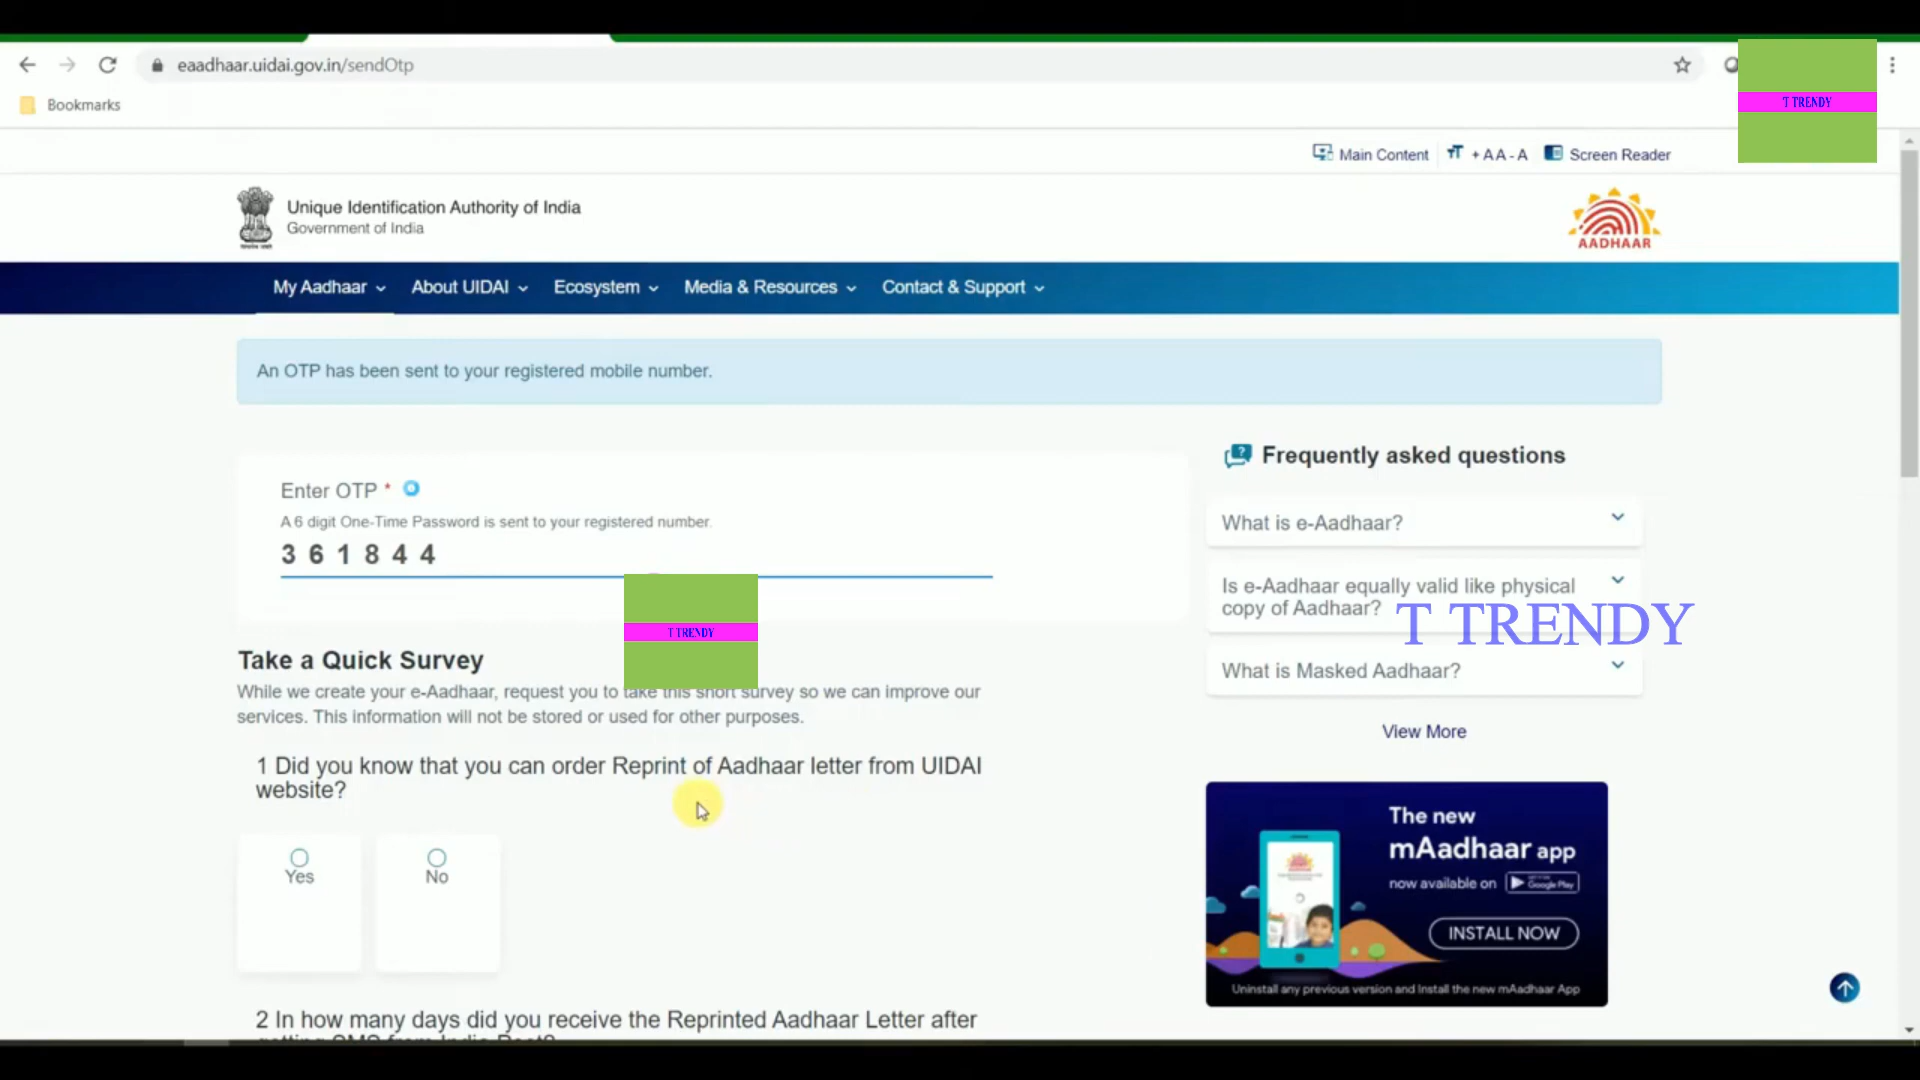 eaadhaar.uidai.gov.in/sendOtp
Bookmarks
T TRENDY
Main Content
+ A A - A
Screen Reader
Unique Identification Authority of India
Government of India
AADHAAR
My Aadhaar
About UIDAI
Ecosystem
Media & Resources
Contact & Support
An OTP has been sent to your registered mobile number.
Enter OTP *
A 6 digit One-Time Password is sent to your registered number.
3 6 1 8 4 4
T TRENDY
Take a Quick Survey
While we create your e-Aadhaar, request you to take this short survey so we can improve our
services. This information will not be stored or used for other purposes.
1 Did you know that you can order Reprint of Aadhaar letter from UIDAI
website?
Yes
No
2 In how many days did you receive the Reprinted Aadhaar Letter after
Frequently asked questions
What is e-Aadhaar?
Is e-Aadhaar equally valid like physical
copy of Aadhaar?
T TRENDY
What is Masked Aadhaar?
View More
The new
mAadhaar app
now available on
Google Play
INSTALL NOW
Uninstall any previous version and Install the new mAadhaar App